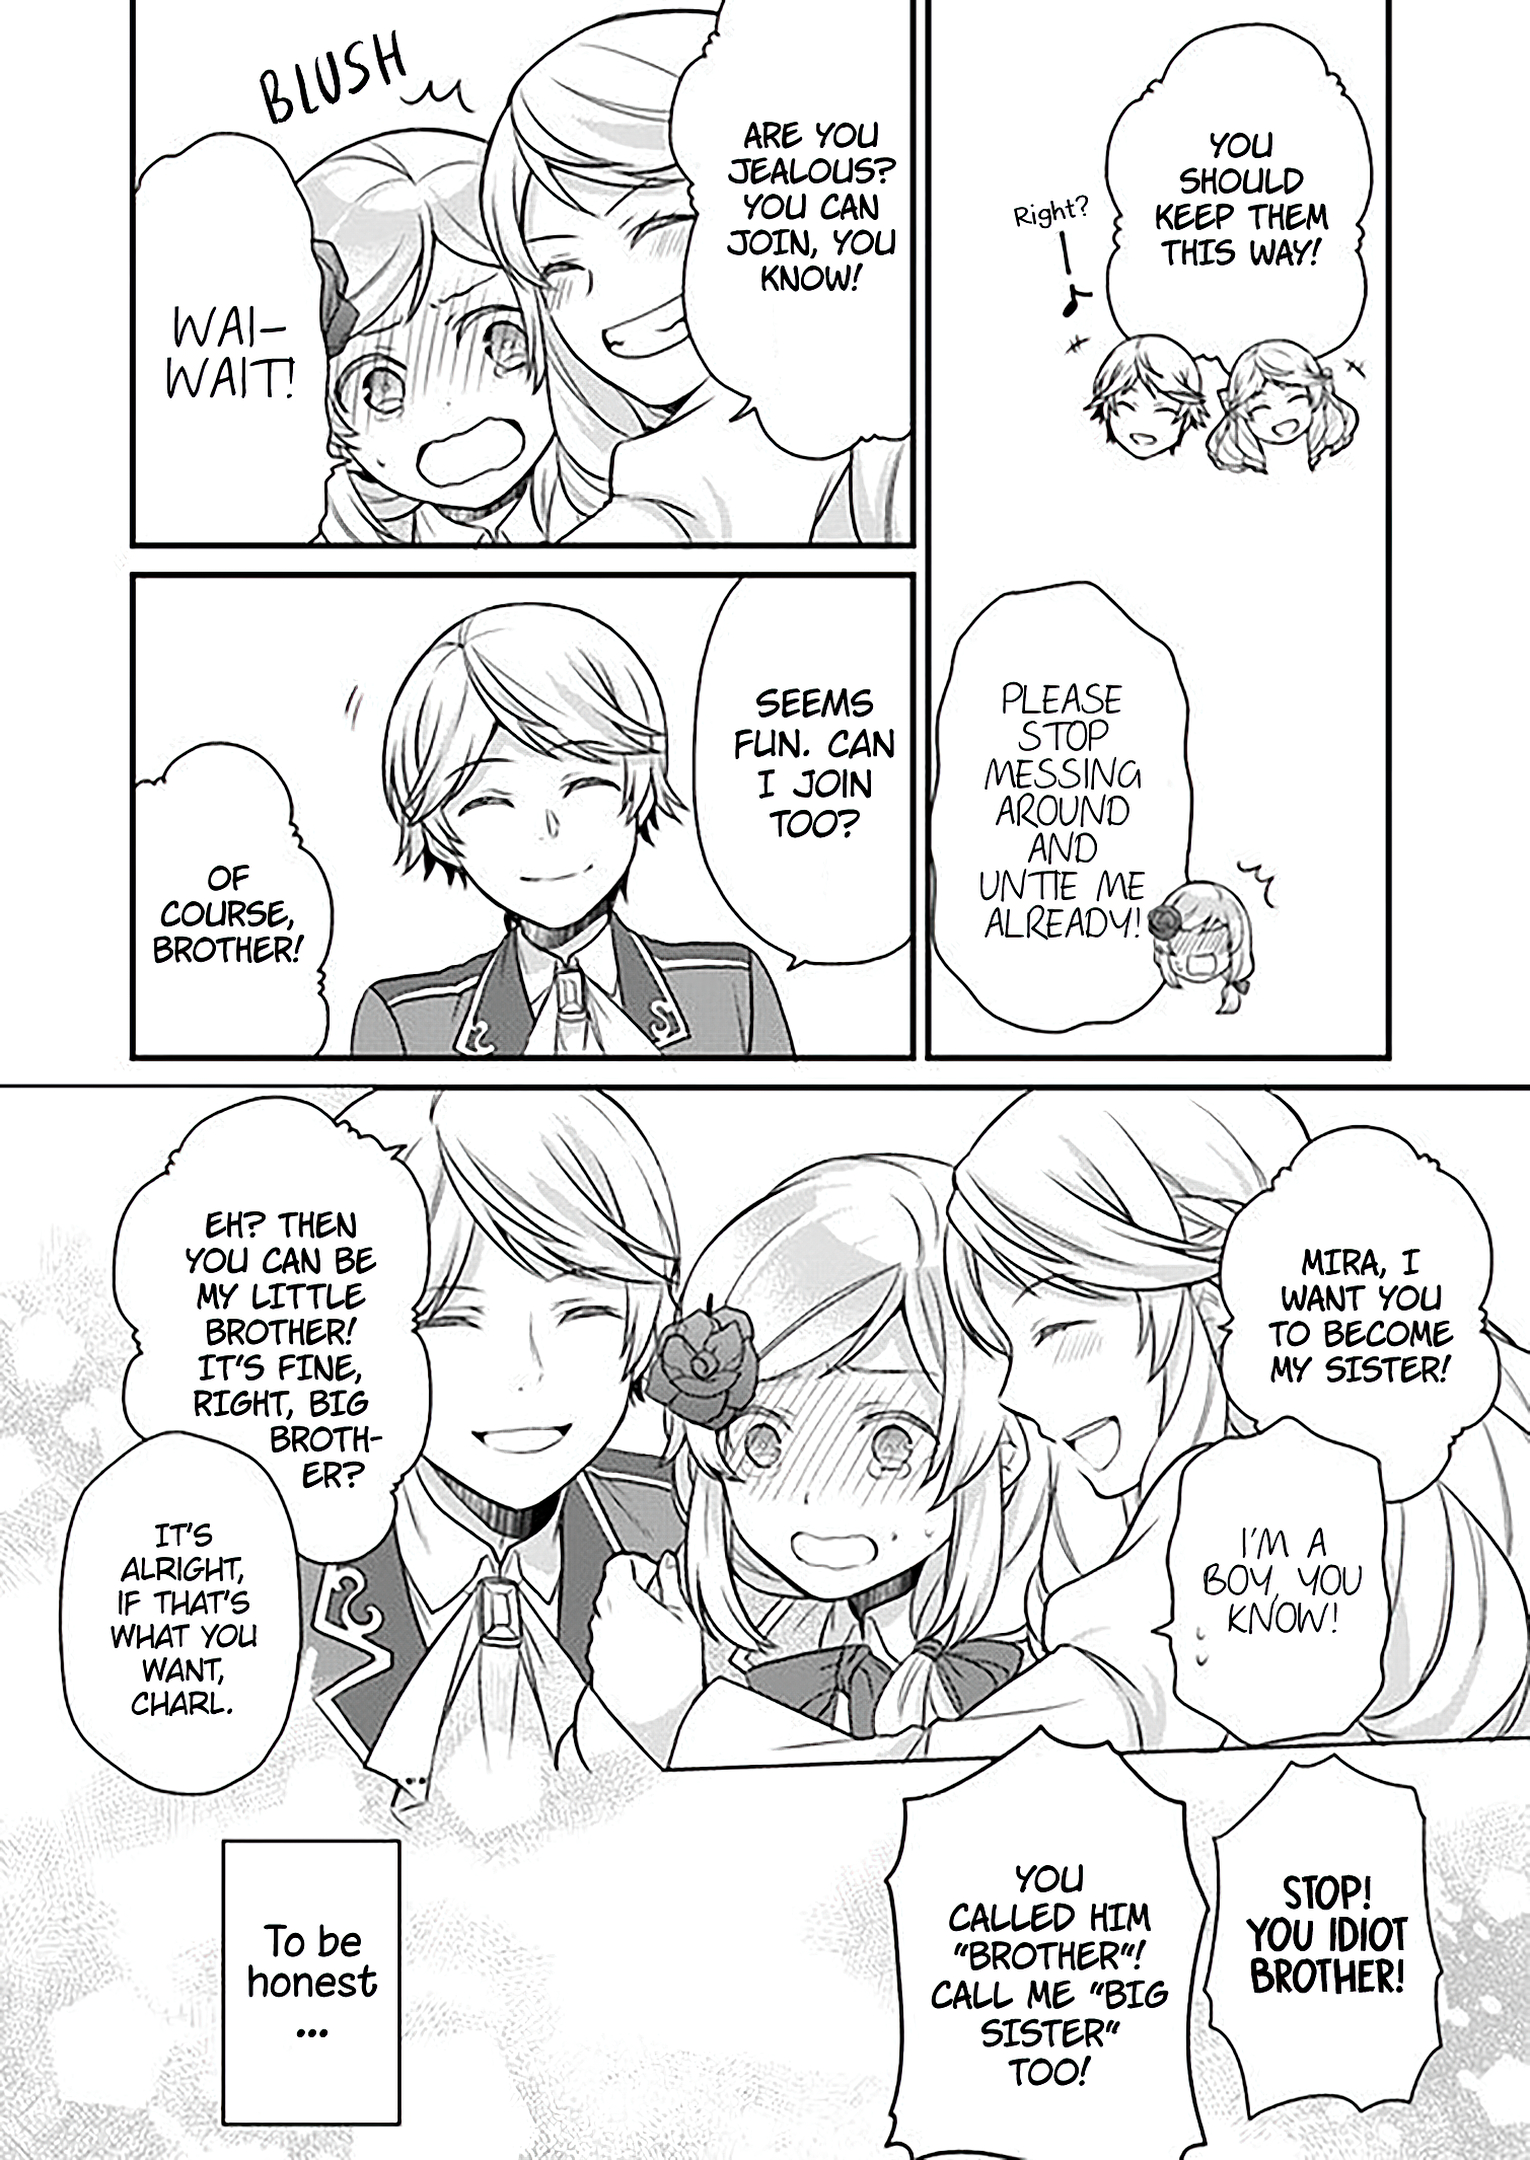 YOU
SHOULD
KEEP THEM
THIS WAY!
Right?
PLEASE
STOP
MESSING
AROUND
AND
UNTIE ME
ALREADY!
ARE YOU
JEALOUS?
YOU CAN
JOIN, YOU
KNOW!
BLUSH
WAI-
WAIT!
SEEMS
FUN. CAN
I JOIN
TOO?
OF
COURSE,
BROTHER!
MIRA, I
WANT YOU
TO BECOME
MY SISTER!
I'M A
BOY, YOU
KNOW!
EH? THEN
YOU CAN BE
MY LITTLE
BROTHER!
IT'S FINE,
RIGHT, BIG
BROTH-
ER?
IT'S
ALRIGHT,
IF THAT'S
WHAT YOU
WANT,
CHARL.
STOP!
YOU IDIOT
BROTHER!
YOU
CALLED HIM
"BROTHER"!
CALL ME "BIG
SISTER"
TOO!
To be
honest
...